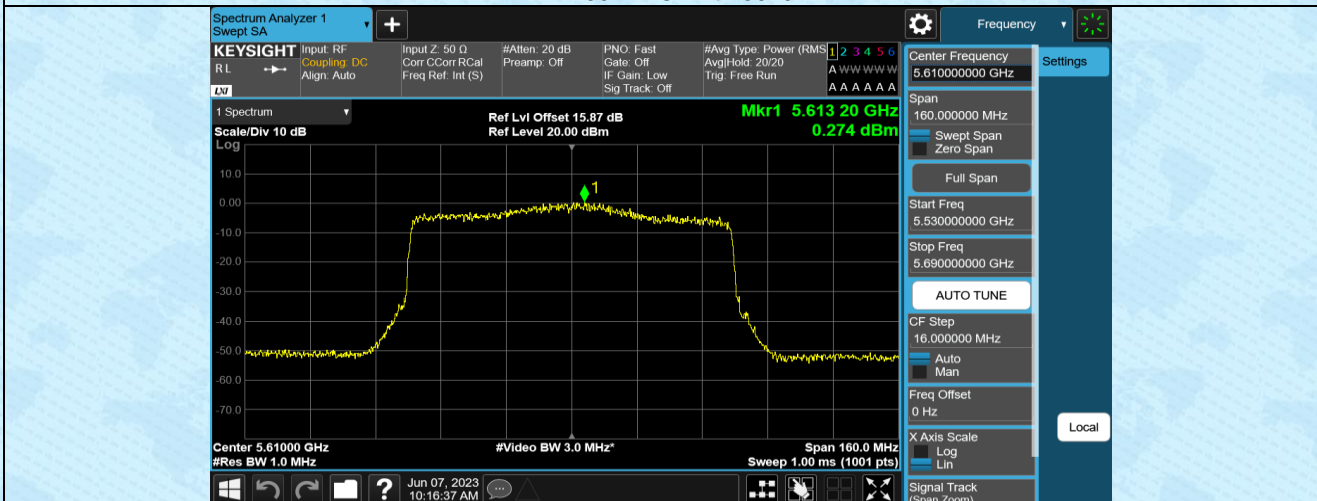 Spectrum Analyzer 1
Swept SA
Frequency
KEYSIGHT
R L
LXI
Input: RF
Coupling: DC
Align: Auto
Input Z: 50 Ω
Corr CCorr RCal
Freq Ref: Int (S)
#Atten: 20 dB
Preamp: Off
PNO: Fast
Gate: Off
IF Gain: Low
Sig Track: Off
#Avg Type: Power (RMS
Avg|Hold: 20/20
Trig: Free Run
1 2 3 4 5 6
A W W W W W
A A A A A A
1 Spectrum
Scale/Div 10 dB
Log
Ref Lvl Offset 15.87 dB
Ref Level 20.00 dBm
Mkr1 5.613 20 GHz
0.274 dBm
1
10.0
0.00
-10.0
-20.0
-30.0
-40.0
-50.0
-60.0
-70.0
Center 5.61000 GHz
#Res BW 1.0 MHz
#Video BW 3.0 MHz*
Span 160.0 MHz
Sweep 1.00 ms (1001 pts)
Jun 07, 2023
10:16:37 AM
Center Frequency
5.610000000 GHz
Span
160.000000 MHz
Swept Span
Zero Span
Full Span
Start Freq
5.530000000 GHz
Stop Freq
5.690000000 GHz
AUTO TUNE
CF Step
16.000000 MHz
Auto
Man
Freq Offset
0 Hz
X Axis Scale
Log
Lin
Signal Track
(Span Zoom)
Settings
Local